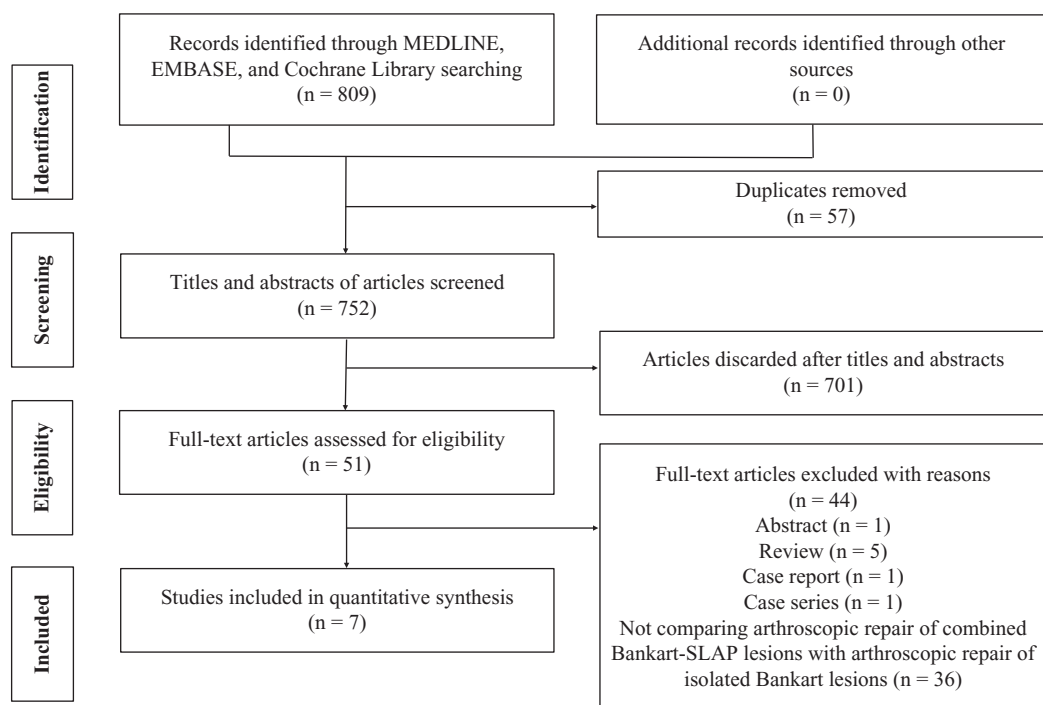 Identification
Records identified through MEDLINE,
EMBASE, and Cochrane Library searching
(n = 809)
Additional records identified through other
sources
(n = 0)
Duplicates removed
(n = 57)
Screening
Titles and abstracts of articles screened
(n = 752)
Articles discarded after titles and abstracts
(n = 701)
Eligibility
Full-text articles assessed for eligibility
(n = 51)
Full-text articles excluded with reasons
(n = 44)
Abstract (n = 1)
Review (n = 5)
Case report (n = 1)
Case series (n = 1)
Not comparing arthroscopic repair of combined
Bankart-SLAP lesions with arthroscopic repair of
isolated Bankart lesions (n = 36)
Included
Studies included in quantitative synthesis
(n = 7)